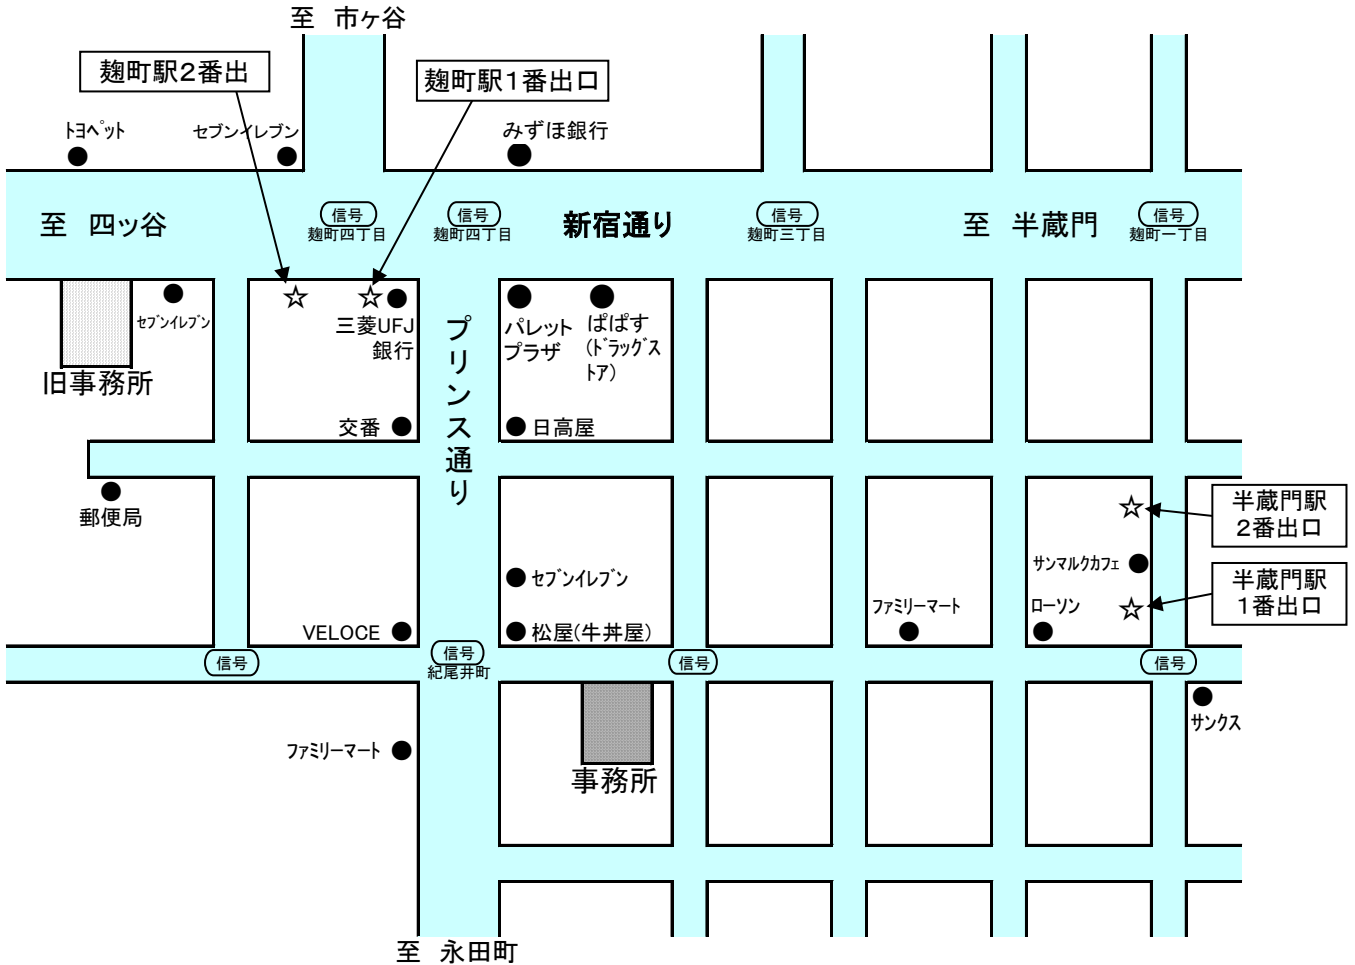 至 市ヶ谷
麹町駅2番出
麹町駅1番出口
ﾄﾖﾍﾟｯﾄ
セブンイレブン
みずほ銀行
至 四ッ谷
信号
麹町四丁目
信号
麹町四丁目
新宿通り
信号
麹町三丁目
至 半蔵門
信号
麹町一丁目
ｾﾌﾞﾝｲﾚﾌﾞﾝ
旧事務所
三菱UFJ
銀行
プリンス通り
パレット
プラザ
ぱぱす
(ﾄﾞﾗｯｸﾞｽ
ﾄｱ)
交番
日高屋
郵便局
半蔵門駅
2番出口
ｾﾌﾞﾝｲﾚﾌﾞﾝ
サンマルクカフェ
半蔵門駅
1番出口
VELOCE
松屋(牛丼屋)
ファミリーマート
ローソン
信号
信号
紀尾井町
信号
信号
サンクス
ファミリーマート
事務所
至 永田町